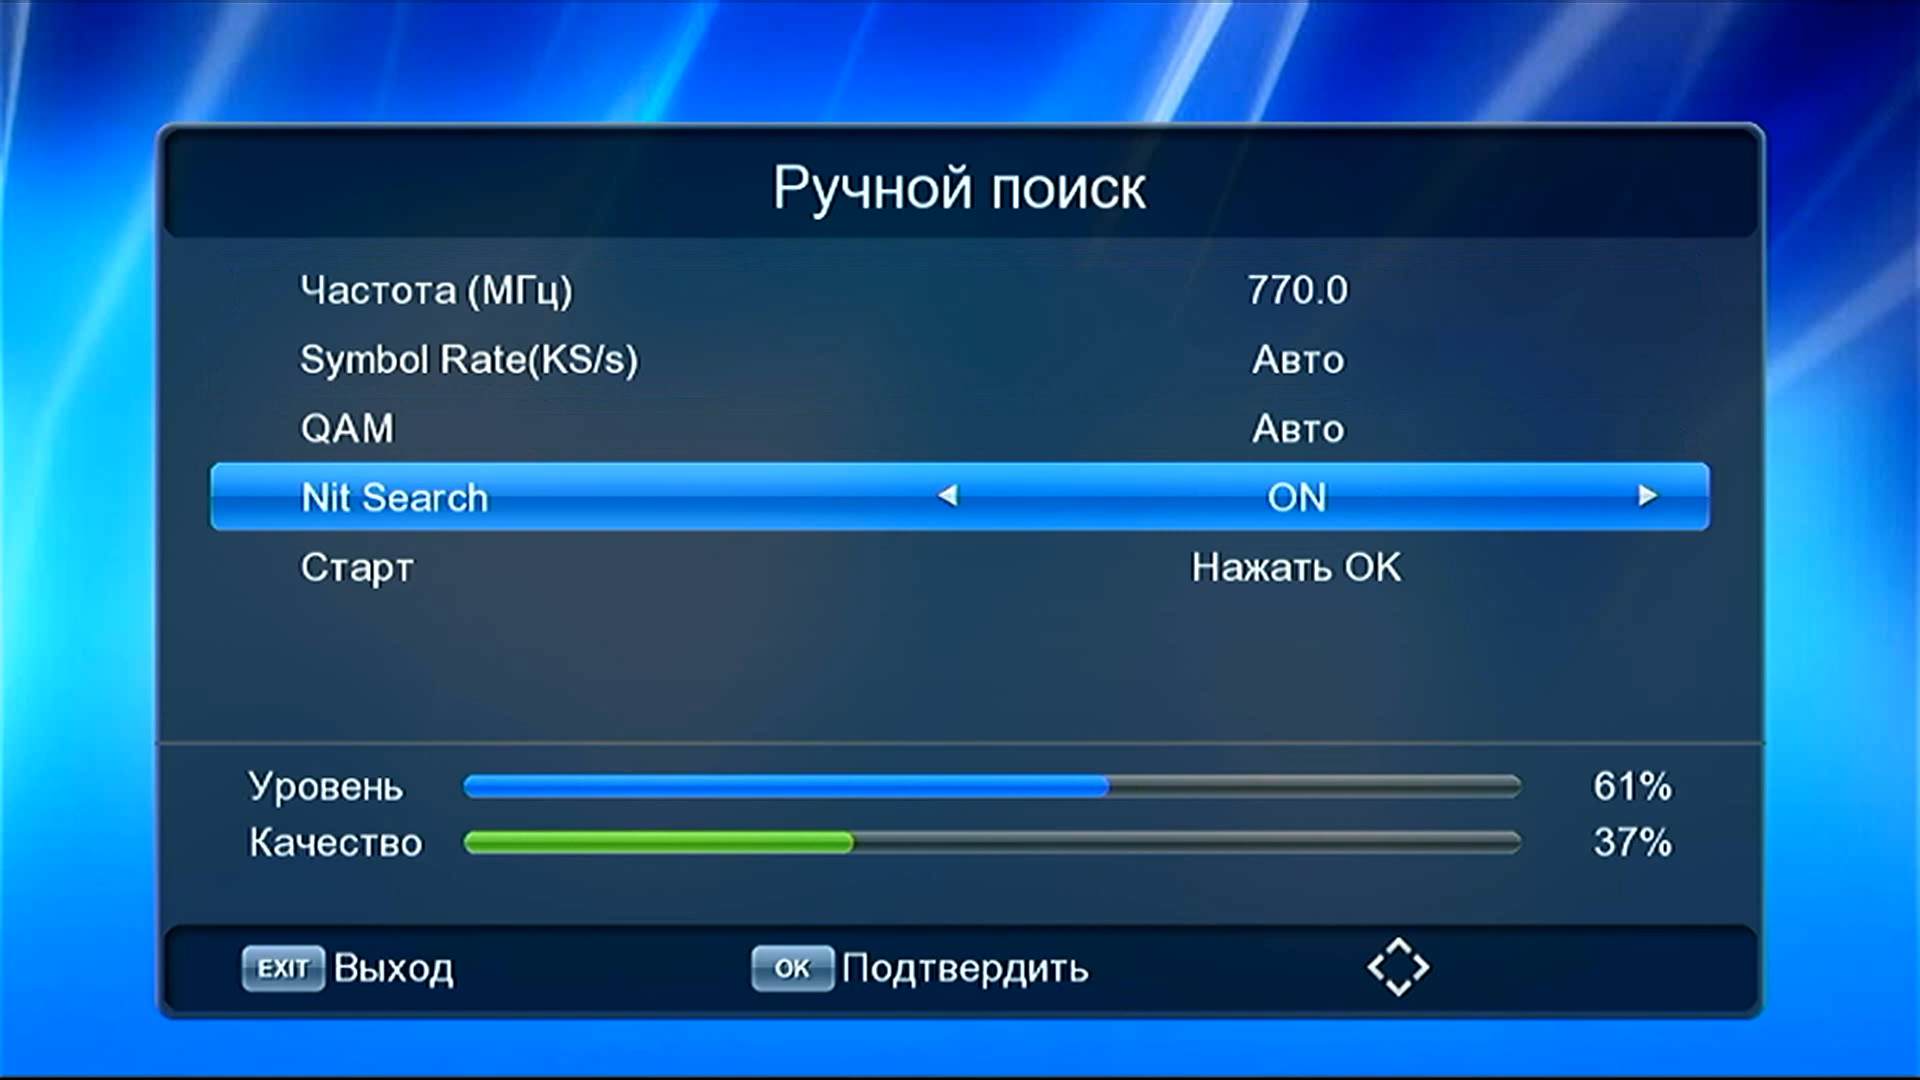 Ручной поиск
Частота (МГц) 770.0
Symbol Rate(KS/s) Авто
QAM Авто
Nit Search ON
Старт Нажать OK
Уровень 61%
Качество 37%
EXIT Выход OK Подтвердить